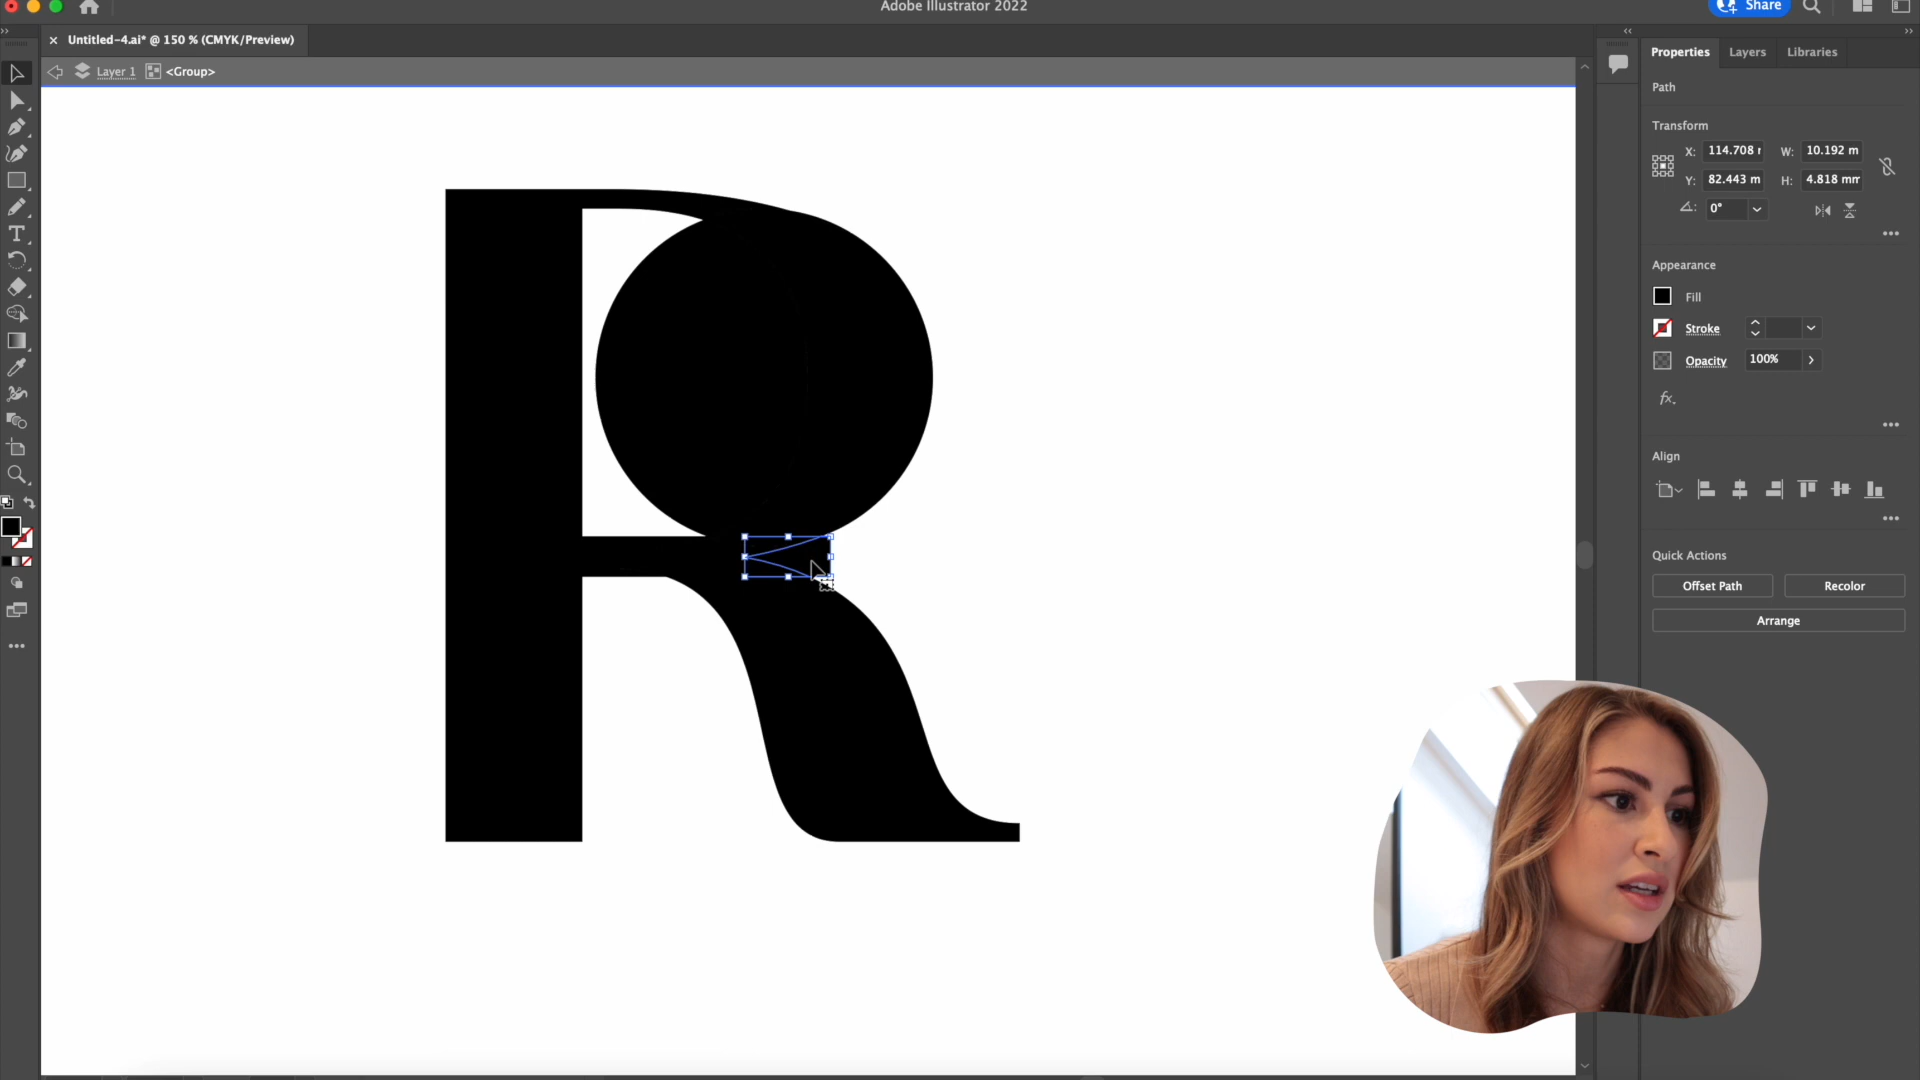 Adobe Illustrator 2022
Share
Untitled-4.ai* @ 150 % (CMYK/Preview)
Layer 1
<Group>
Properties
Layers
Libraries
Path
Transform
X:
114.708 r
W:
10.192 m
Y:
82.443 m
H:
4.818 mm
0°
Appearance
Fill
Stroke
Opacity
100%
fx.
Align
Quick Actions
Offset Path
Recolor
Arrange
R